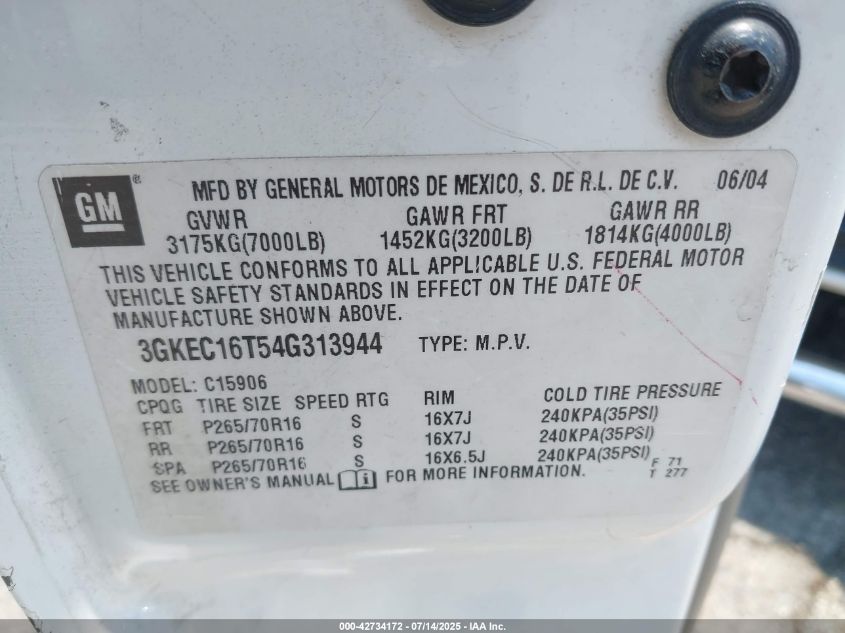 GM ® MFD BY GENERAL MOTORS DE MEXICO, S. DE R.L. DE C.V. 06/04
GVWR GAWR FRT GAWR RR
3175KG(7000LB) 1452KG(3200LB) 1814KG(4000LB)
THIS VEHICLE CONFORMS TO ALL APPLICABLE U.S. FEDERAL MOTOR
VEHICLE SAFETY STANDARDS IN EFFECT ON THE DATE OF
MANUFACTURE SHOWN ABOVE.
3GKEC16T54G313944 TYPE: M.P.V.
MODEL: C15906
CPQG TIRE SIZE SPEED RTG RIM COLD TIRE PRESSURE
FRT P265/70R16 S 16X7J 240KPA(35PSI)
RR P265/70R16 S 16X7J 240KPA(35PSI)
SPA P265/70R16 S 16X6.5J 240KPA(35PSI)
SEE OWNER'S MANUAL i FOR MORE INFORMATION.
F 71
T 277
000-42734172 - 07/14/2025 - IAA Inc.